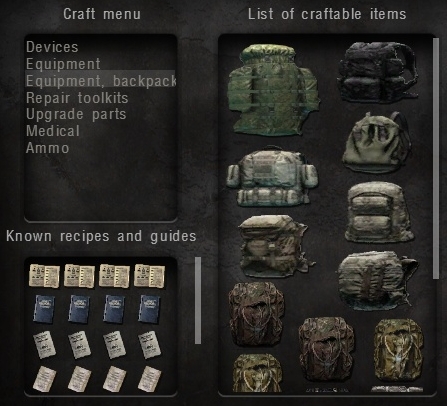 Craft menu
List of craftable items
Devices
Equipment
Equipment, backpack
Repair toolkits
Upgrade parts
Medical
Ammo
Known recipes and guides